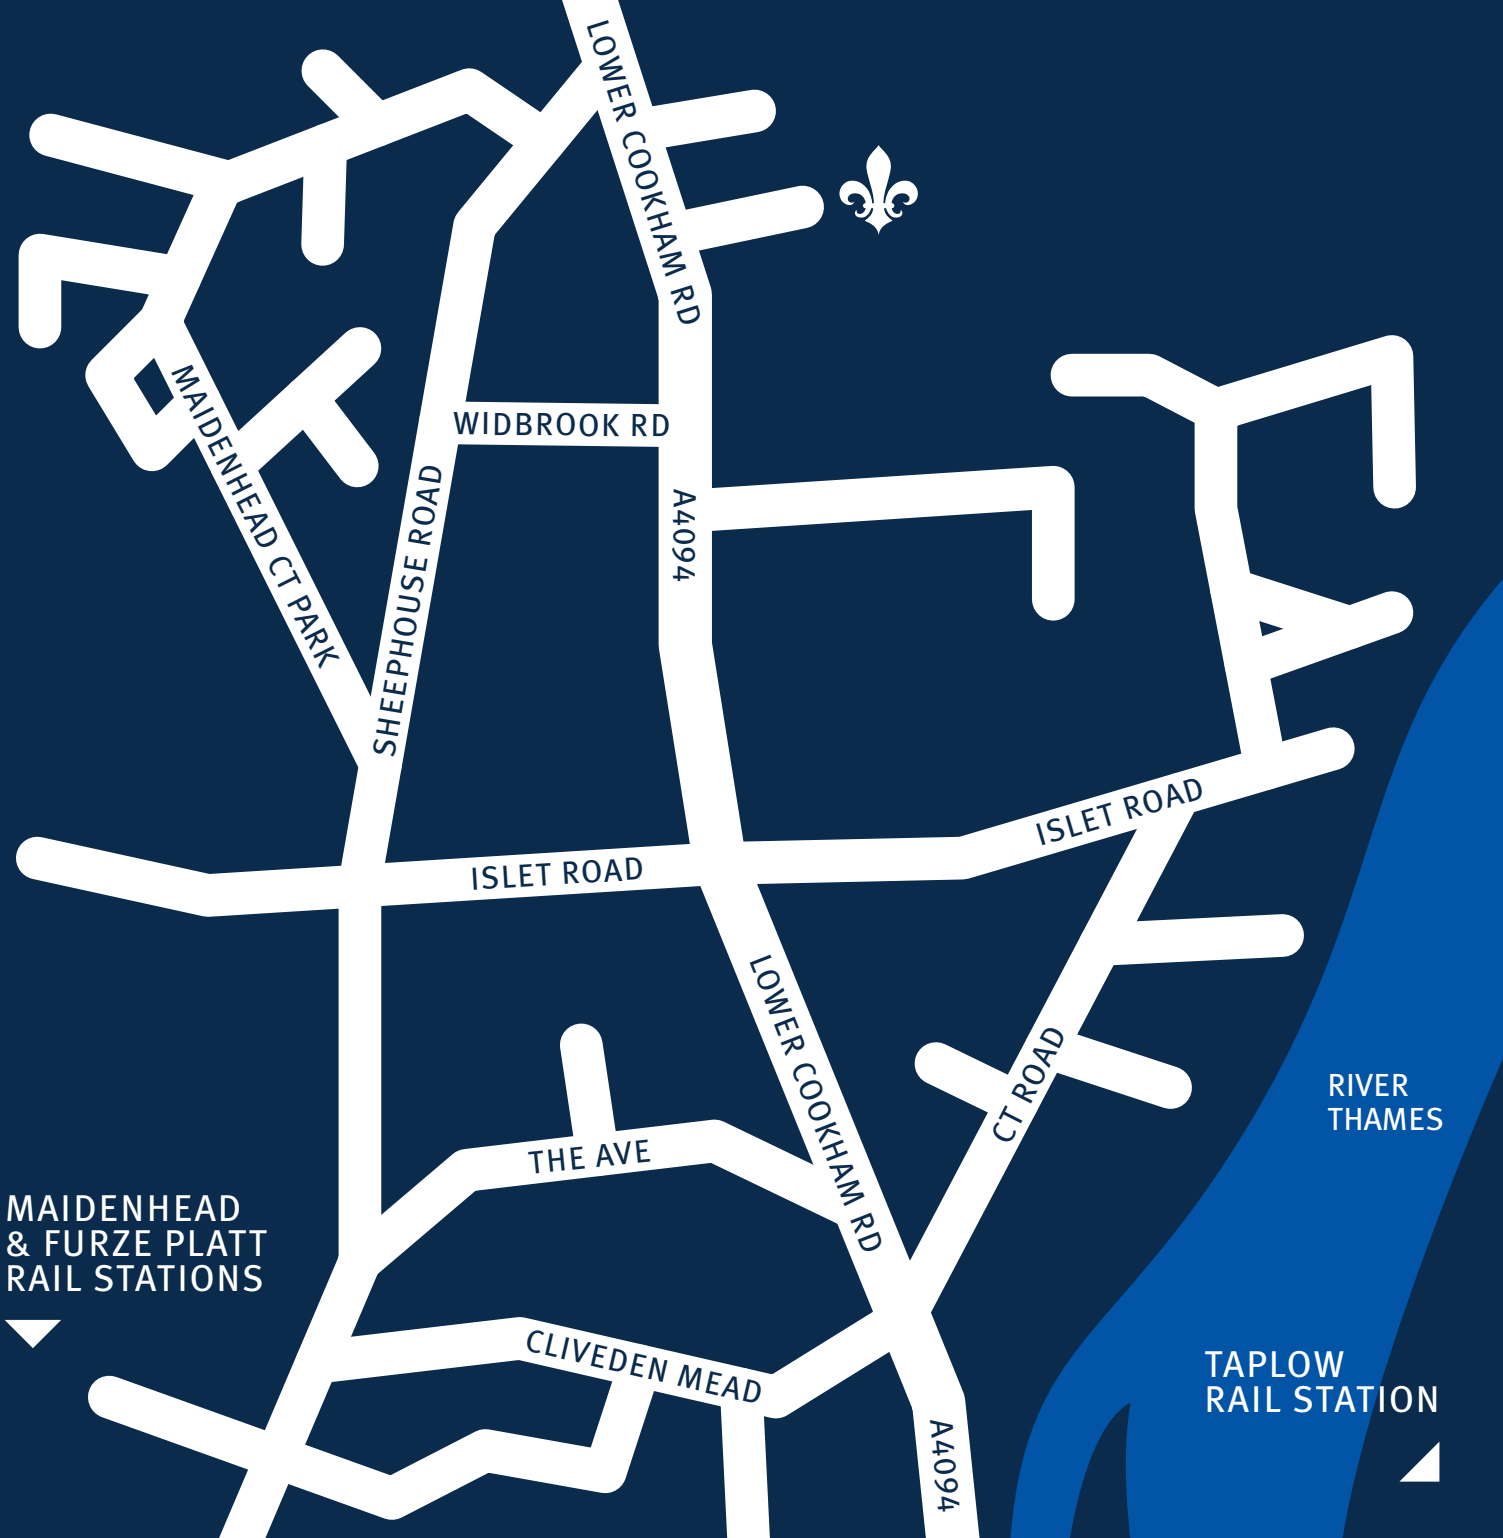 LOWER COOKHAM RD
MAIDENHEAD CT PARK
WIDBROOK RD
SHEEPHOUSE ROAD
A4094
ISLET ROAD
ISLET ROAD
LOWER COOKHAM RD
CT ROAD
RIVER
THAMES
THE AVE
MAIDENHEAD
& FURZE PLATT
RAIL STATIONS
CLIVEDEN MEAD
TAPLOW
RAIL STATION
A4094